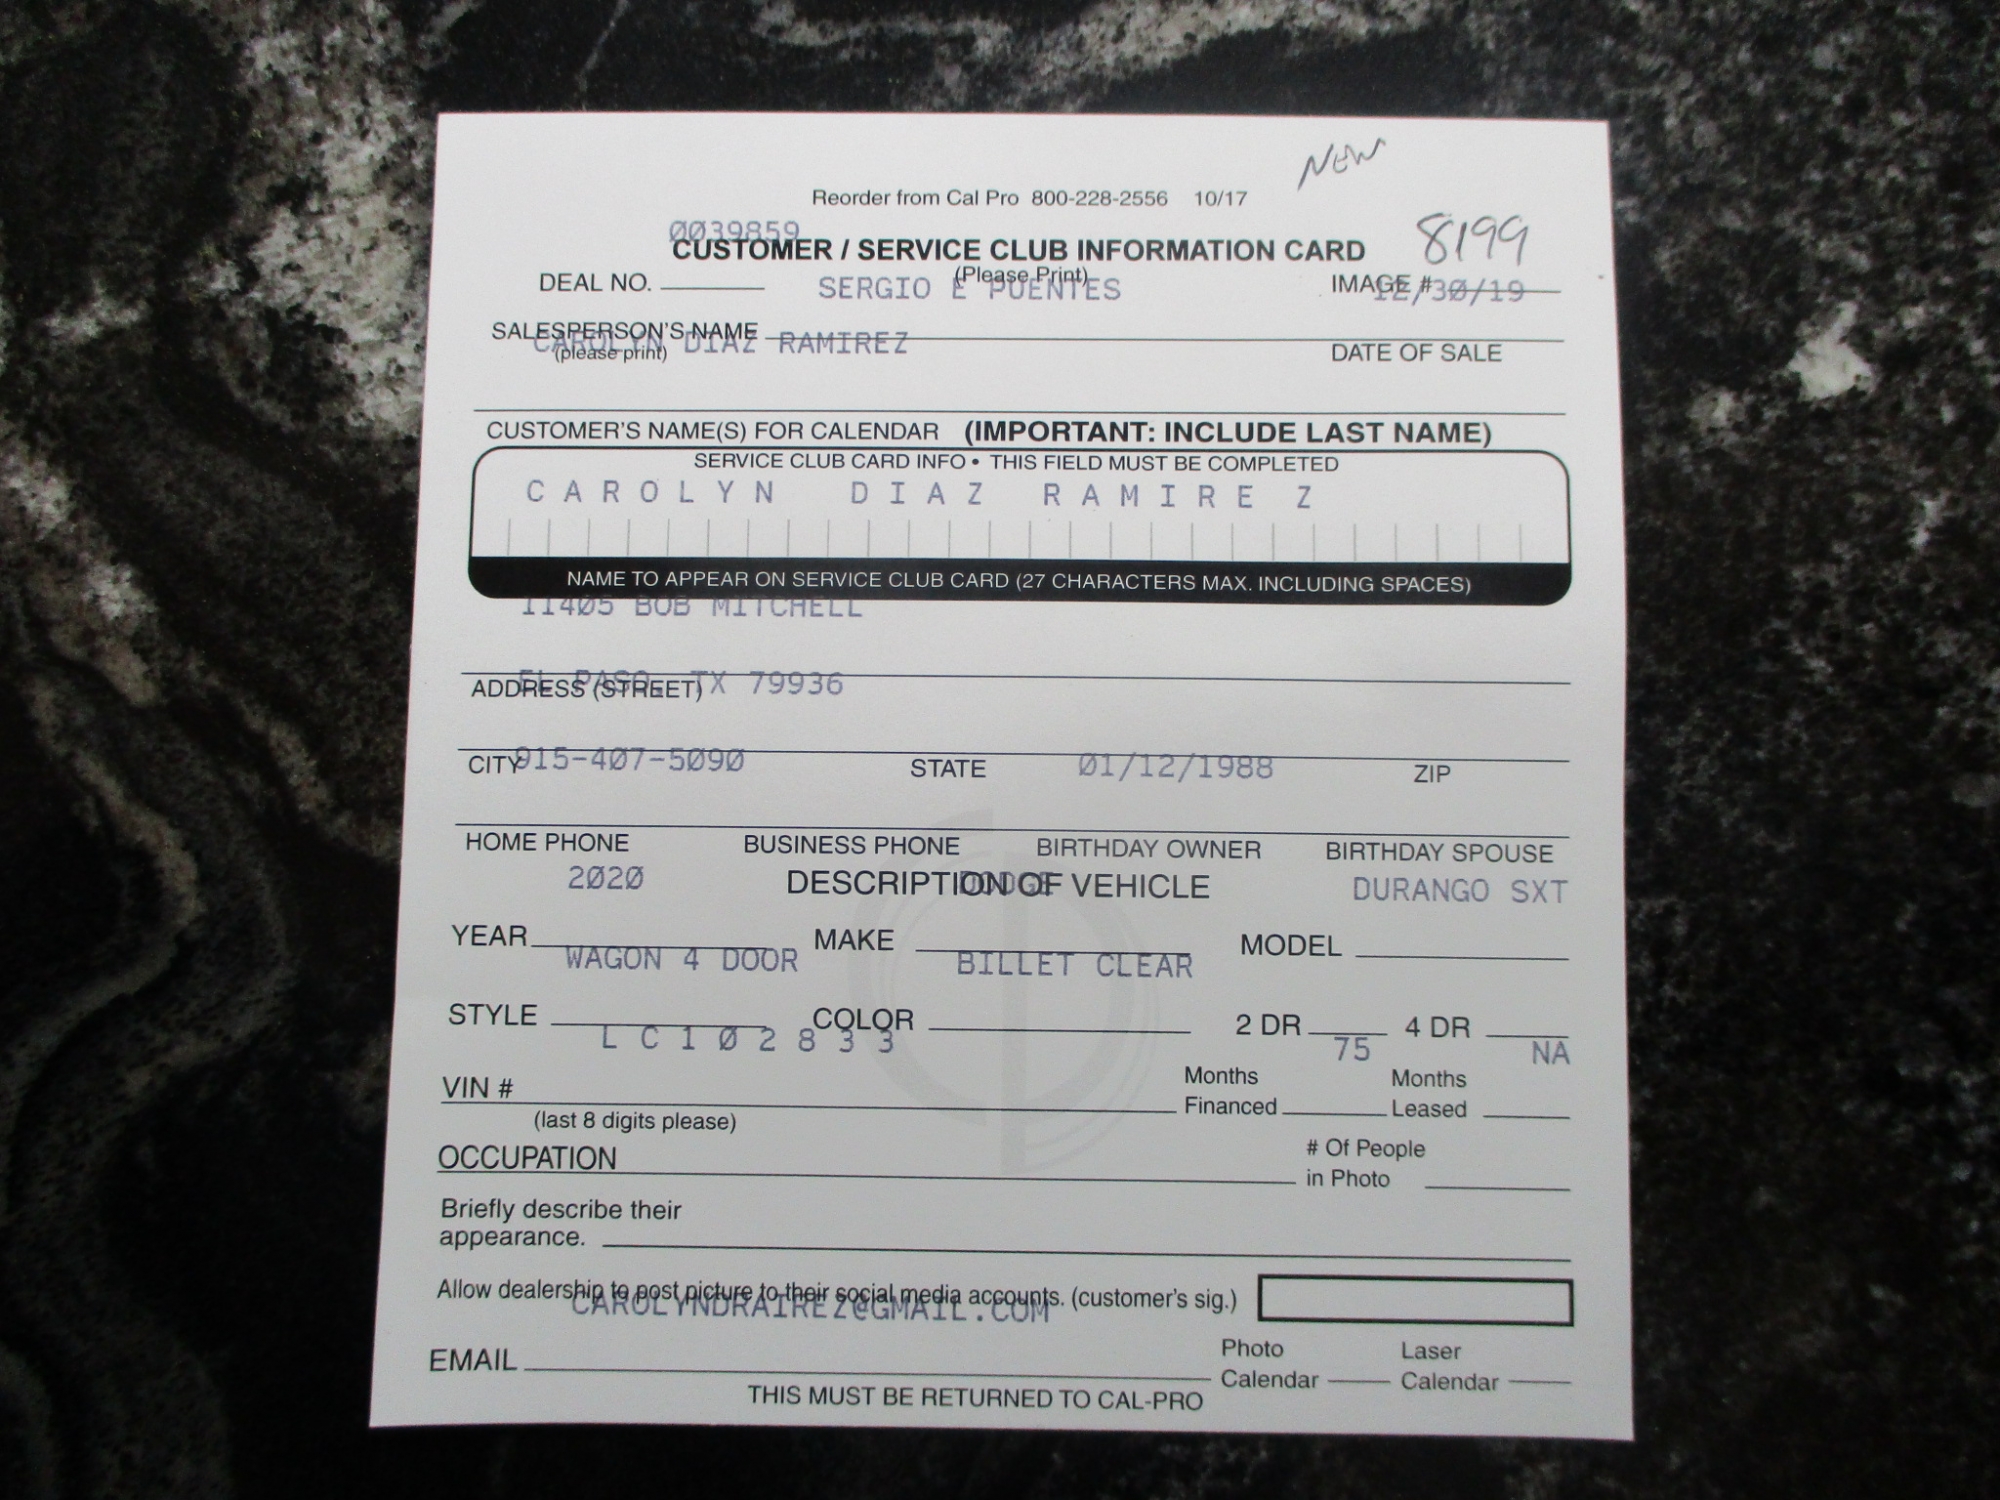 NEW
Reorder from Cal Pro 800-228-2556 10/17
0039859
8199
CUSTOMER / SERVICE CLUB INFORMATION CARD
(Please Print)
DEAL NO. SERGIO E PUENTES IMAGE # 12/30/19
SALESPERSON'S NAME
CAROLYN DIAZ RAMIREZ
(please print) DATE OF SALE
CUSTOMER'S NAME(S) FOR CALENDAR (IMPORTANT: INCLUDE LAST NAME)
SERVICE CLUB CARD INFO • THIS FIELD MUST BE COMPLETED
CAROLYN DIAZ RAMIREZ
NAME TO APPEAR ON SERVICE CLUB CARD (27 CHARACTERS MAX. INCLUDING SPACES)
11405 BOB MITCHELL
EL PASO, TX 79936
ADDRESS (STREET)
915-407-5090 01/12/1988
CITY STATE ZIP
HOME PHONE BUSINESS PHONE BIRTHDAY OWNER BIRTHDAY SPOUSE
2020 DODGE DURANGO SXT
DESCRIPTION OF VEHICLE
YEAR MAKE MODEL
WAGON 4 DOOR BILLET CLEAR
STYLE COLOR 2 DR 4 DR
LC102833 75 NA
VIN # Months Financed Months Leased
(last 8 digits please)
OCCUPATION # Of People in Photo
Briefly describe their
appearance.
Allow dealership to post picture to their social media accounts. (customer's sig.)
CAROLYNDRAIREZ@GMAIL.COM
EMAIL Photo Calendar Laser Calendar
THIS MUST BE RETURNED TO CAL-PRO